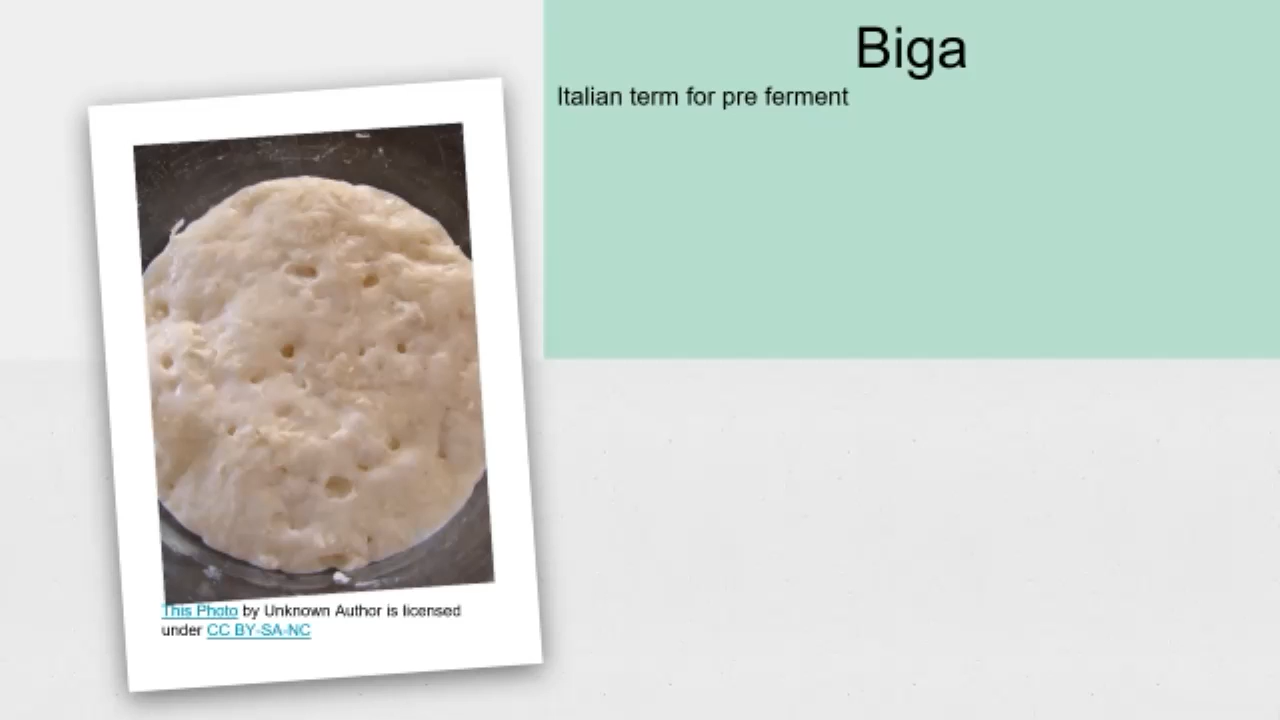 Biga
Italian term for pre ferment
This Photo by Unknown Author is licensed
under CC BY-SA-NC